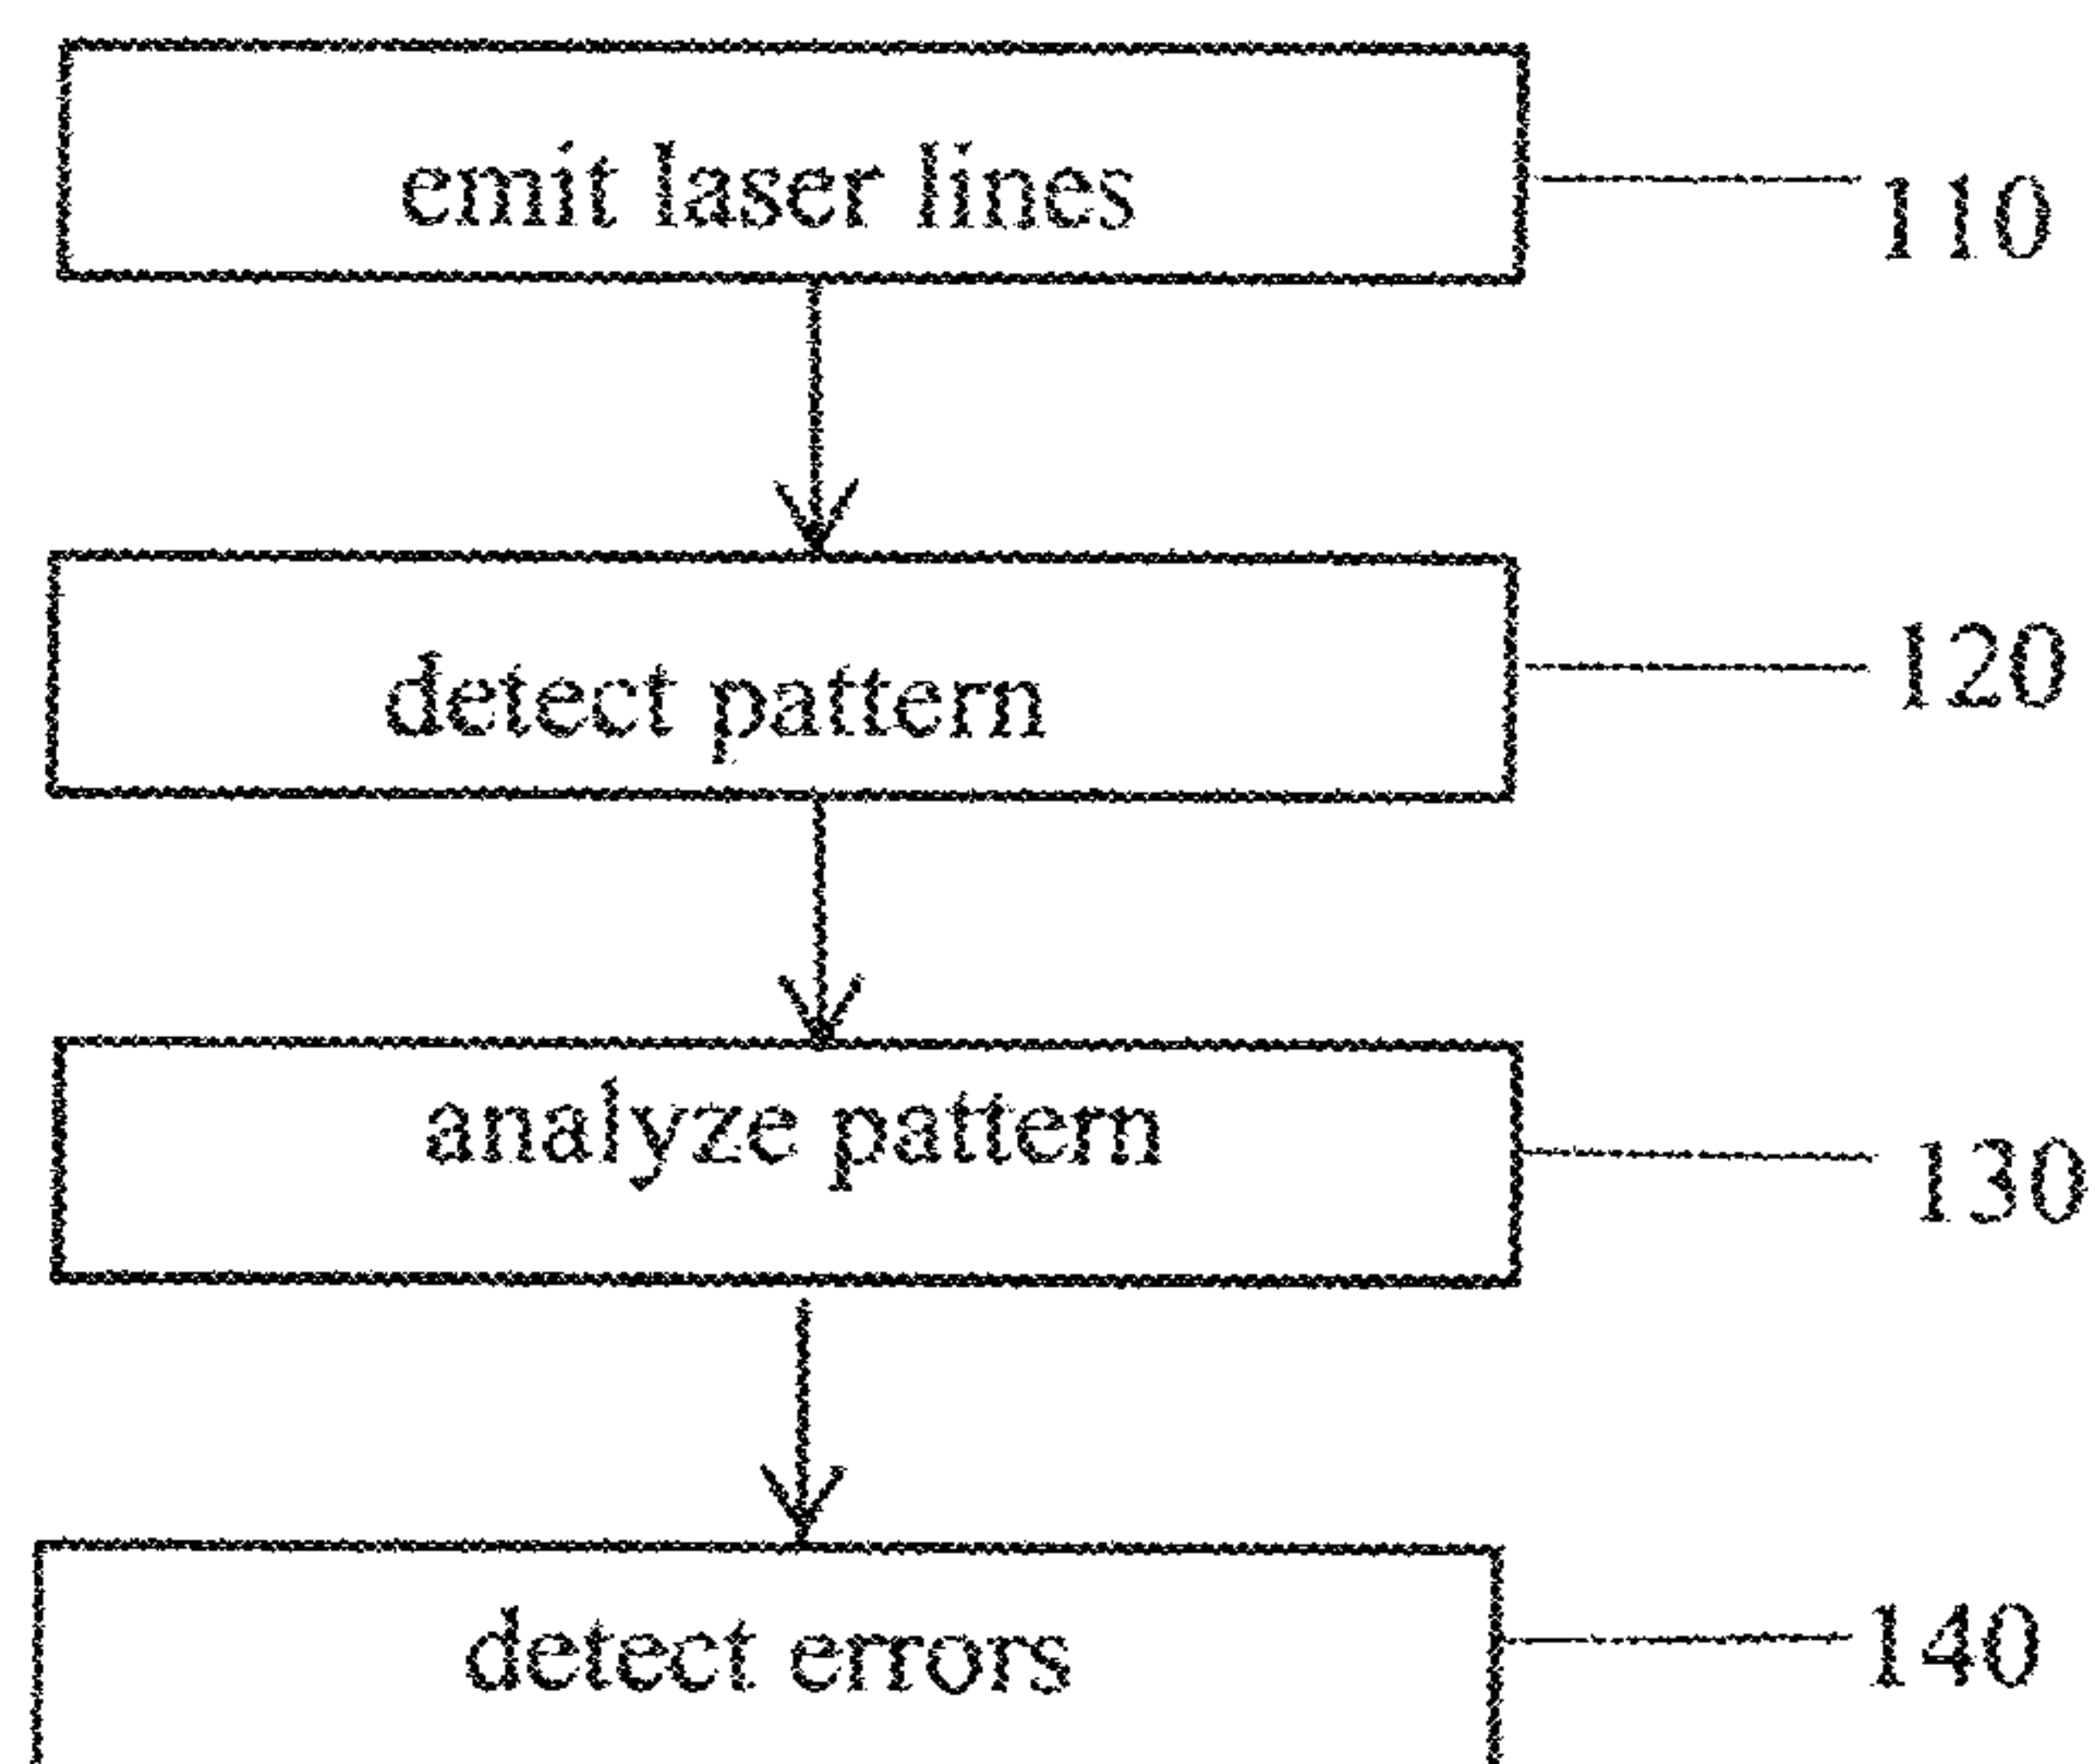 emit laser lines
110
detect pattern
120
analyze pattern
130
detect errors
140